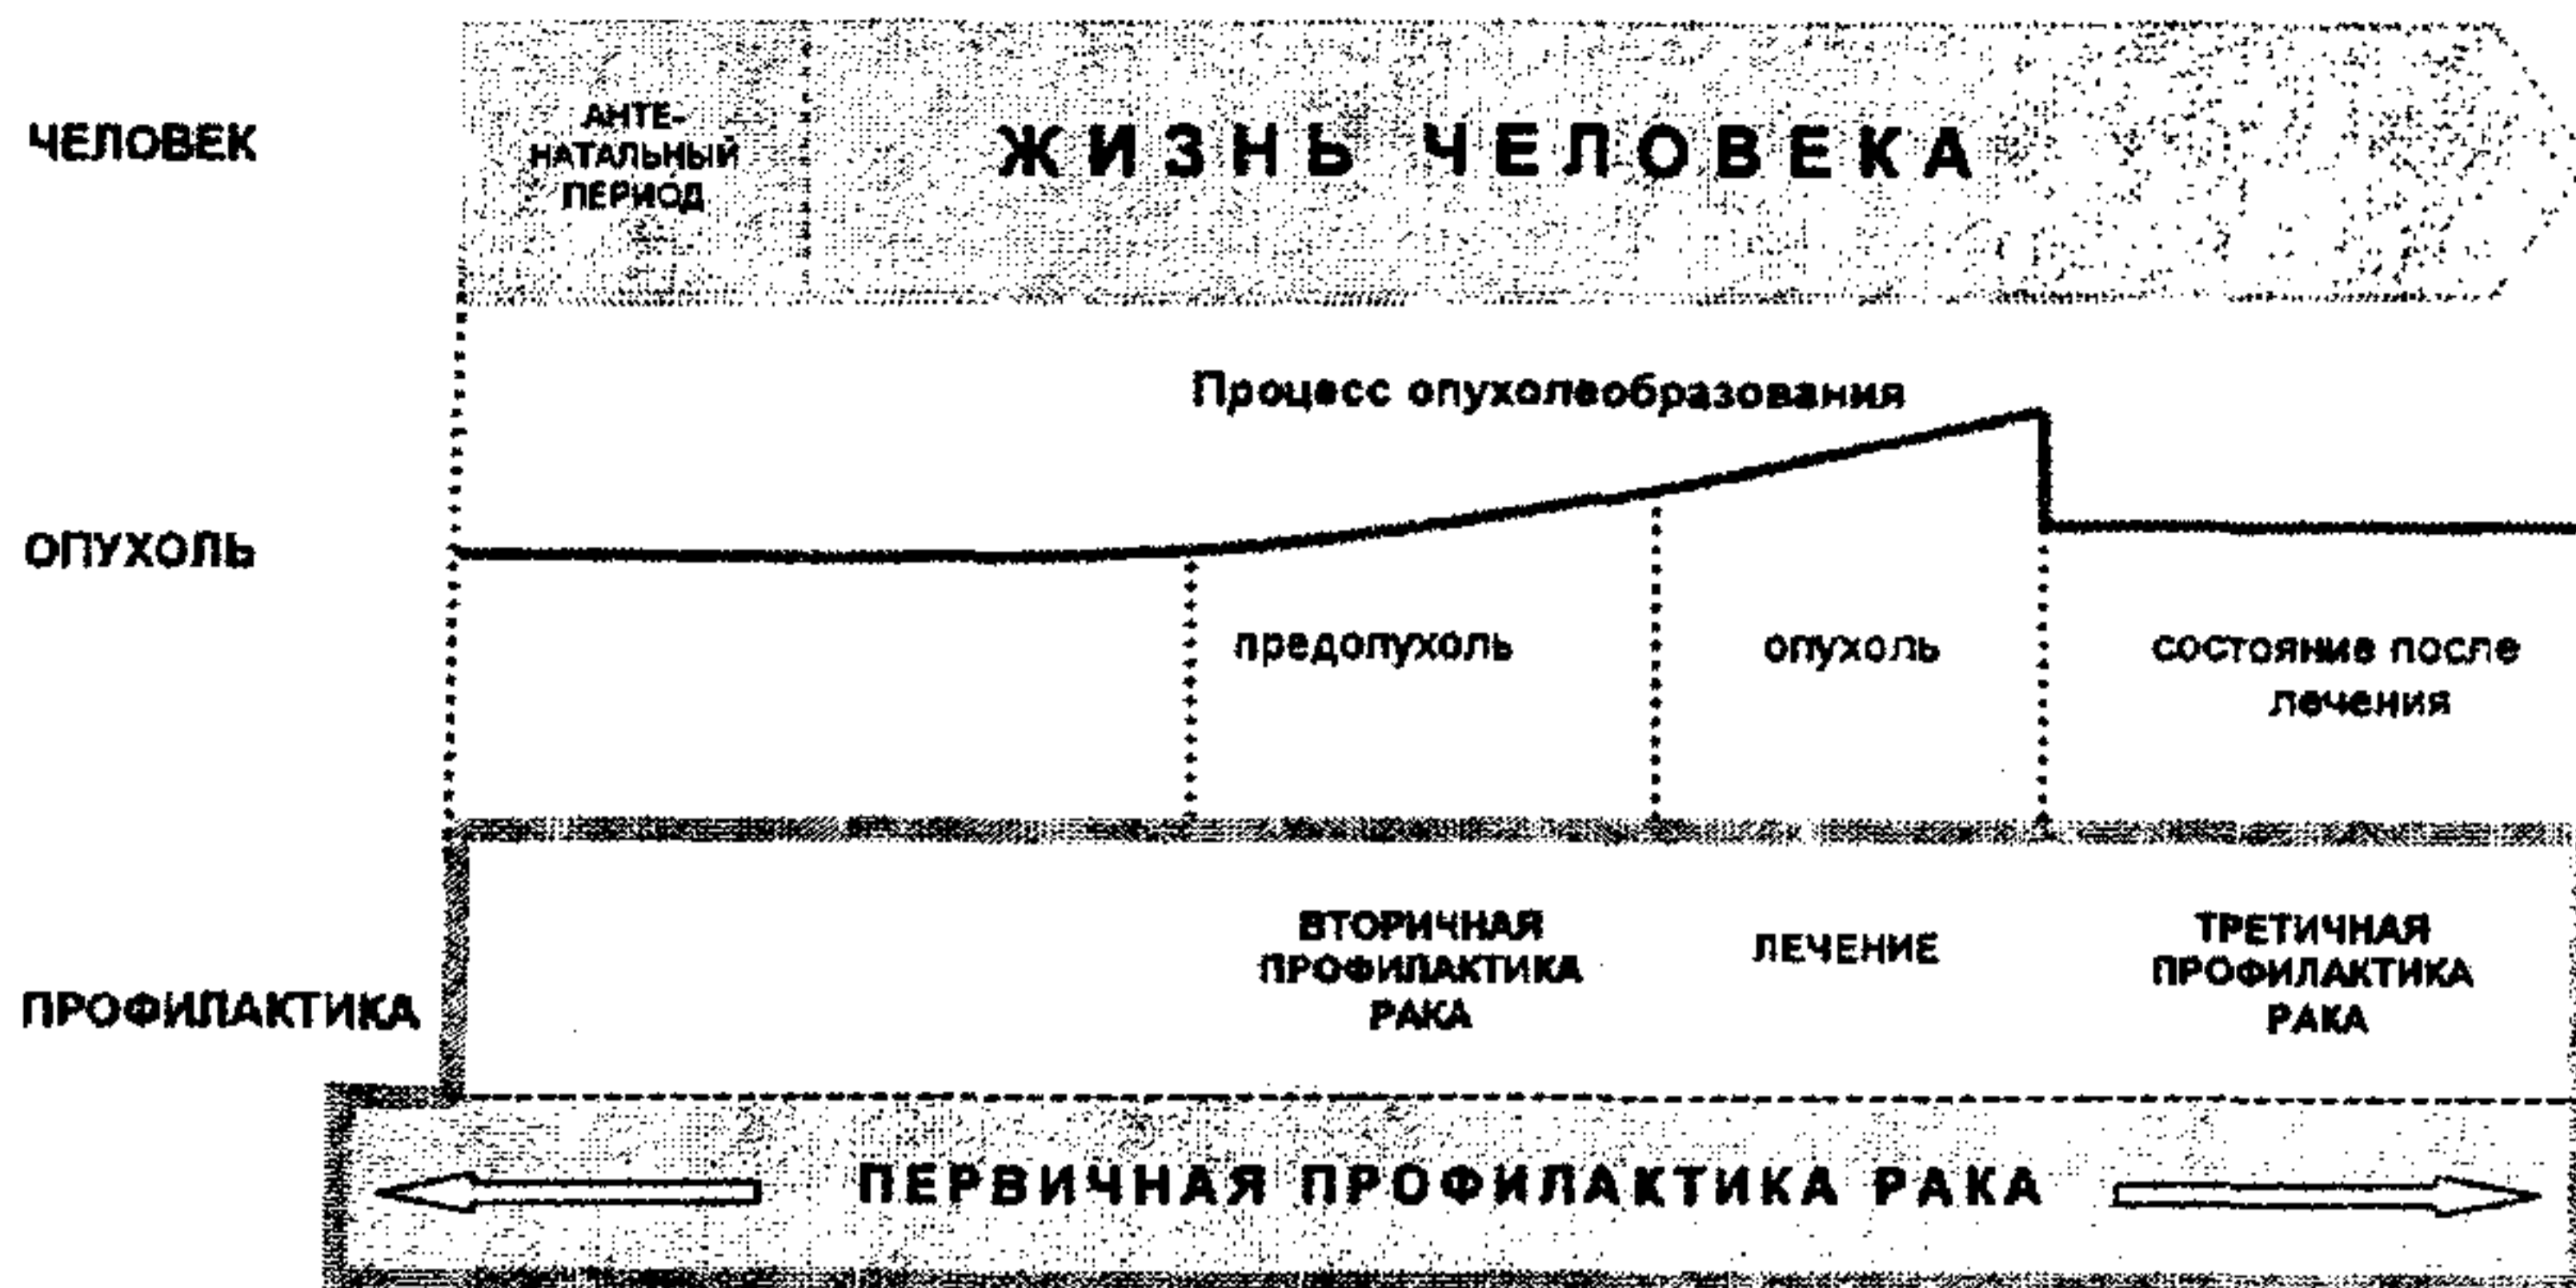 ЧЕЛОВЕК
АНТЕ-
НАТАЛЬНЫЙ
ПЕРИОД
ЖИЗНЬ ЧЕЛОВЕКА
Процесс опухолеобразования
ОПУХОЛЬ
предопухоль
опухоль
состояние после
лечения
ПРОФИЛАКТИКА
ВТОРИЧНАЯ
ПРОФИЛАКТИКА
РАКА
ЛЕЧЕНИЕ
ТРЕТИЧНАЯ
ПРОФИЛАКТИКА
РАКА
ПЕРВИЧНАЯ ПРОФИЛАКТИКА РАКА